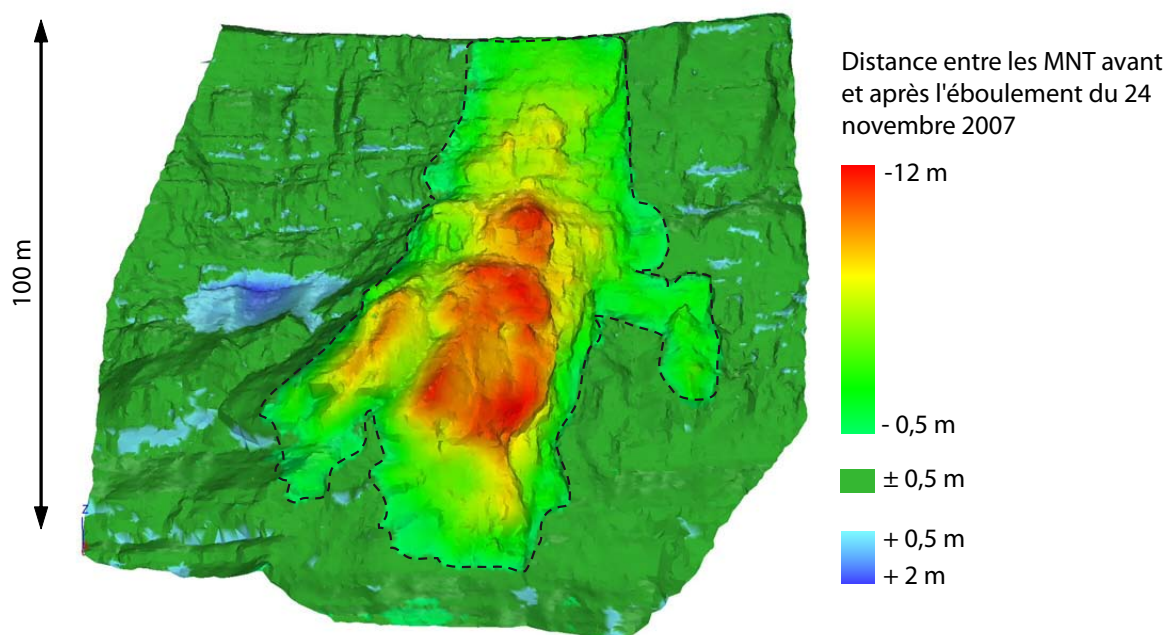 100 m
Distance entre les MNT avant
et après l'éboulement du 24
novembre 2007
-12 m
- 0,5 m
± 0,5 m
+ 0,5 m
+ 2 m
z